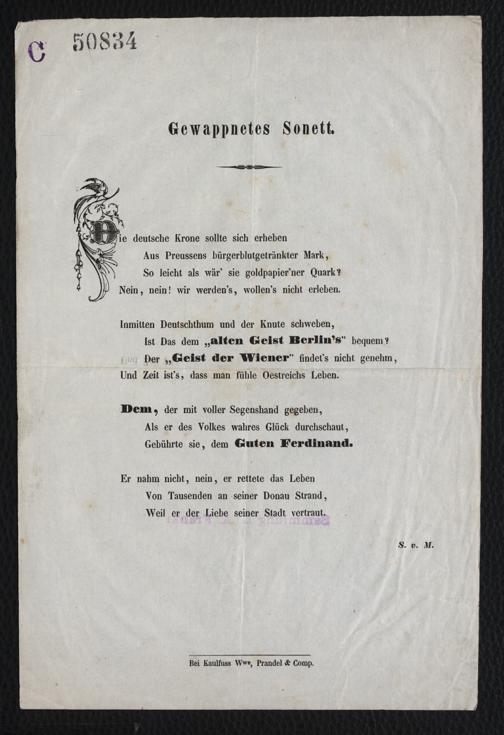 C 50834
Gewappnetes Sonett.
Die deutsche Krone sollte sich erheben
Aus Preussens bürgerblutgetränkter Mark,
So leicht als wär' sie goldpapier'ner Quark?
Nein, nein! wir werden's, wollen's nicht erleben.
Inmitten Deutschthum und der Knute schweben,
Ist Das dem „alten Geist Berlin's" bequem?
Der „Geist der Wiener" findet's nicht genehm,
Und Zeit ist's, dass man fühle Oestreichs Leben.
Dem, der mit voller Segenshand gegeben,
Als er des Volkes wahres Glück durchschaut,
Gebührte sie, dem Guten Ferdinand.
Er nahm nicht, nein, er rettete das Leben
Von Tausenden an seiner Donau Strand,
Weil er der Liebe seiner Stadt vertraut.
S. v. M.
Bei Kaulfuss Wwe, Prandel & Comp.